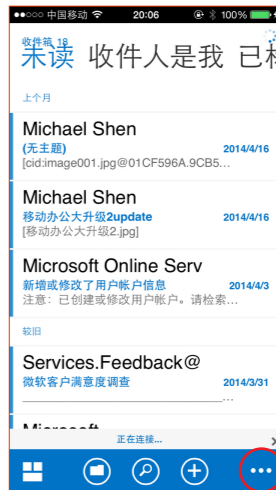 中国移动 20:06 100%
收件箱 18
未读 收件人是我
上个月
Michael Shen
(无主题) 2014/4/16
[cid:image001.jpg@01CF596A.9CB5...
Michael Shen
移动办公大升级2update 2014/4/16
[移动办公大升级2.jpg]
Microsoft Online Serv
新增或修改了用户帐户信息 2014/4/3
注意：已创建或修改用户帐户。请检索...
较旧
Services.Feedback@
微软客户满意度调查 2014/3/31
Microsoft
正在连接...